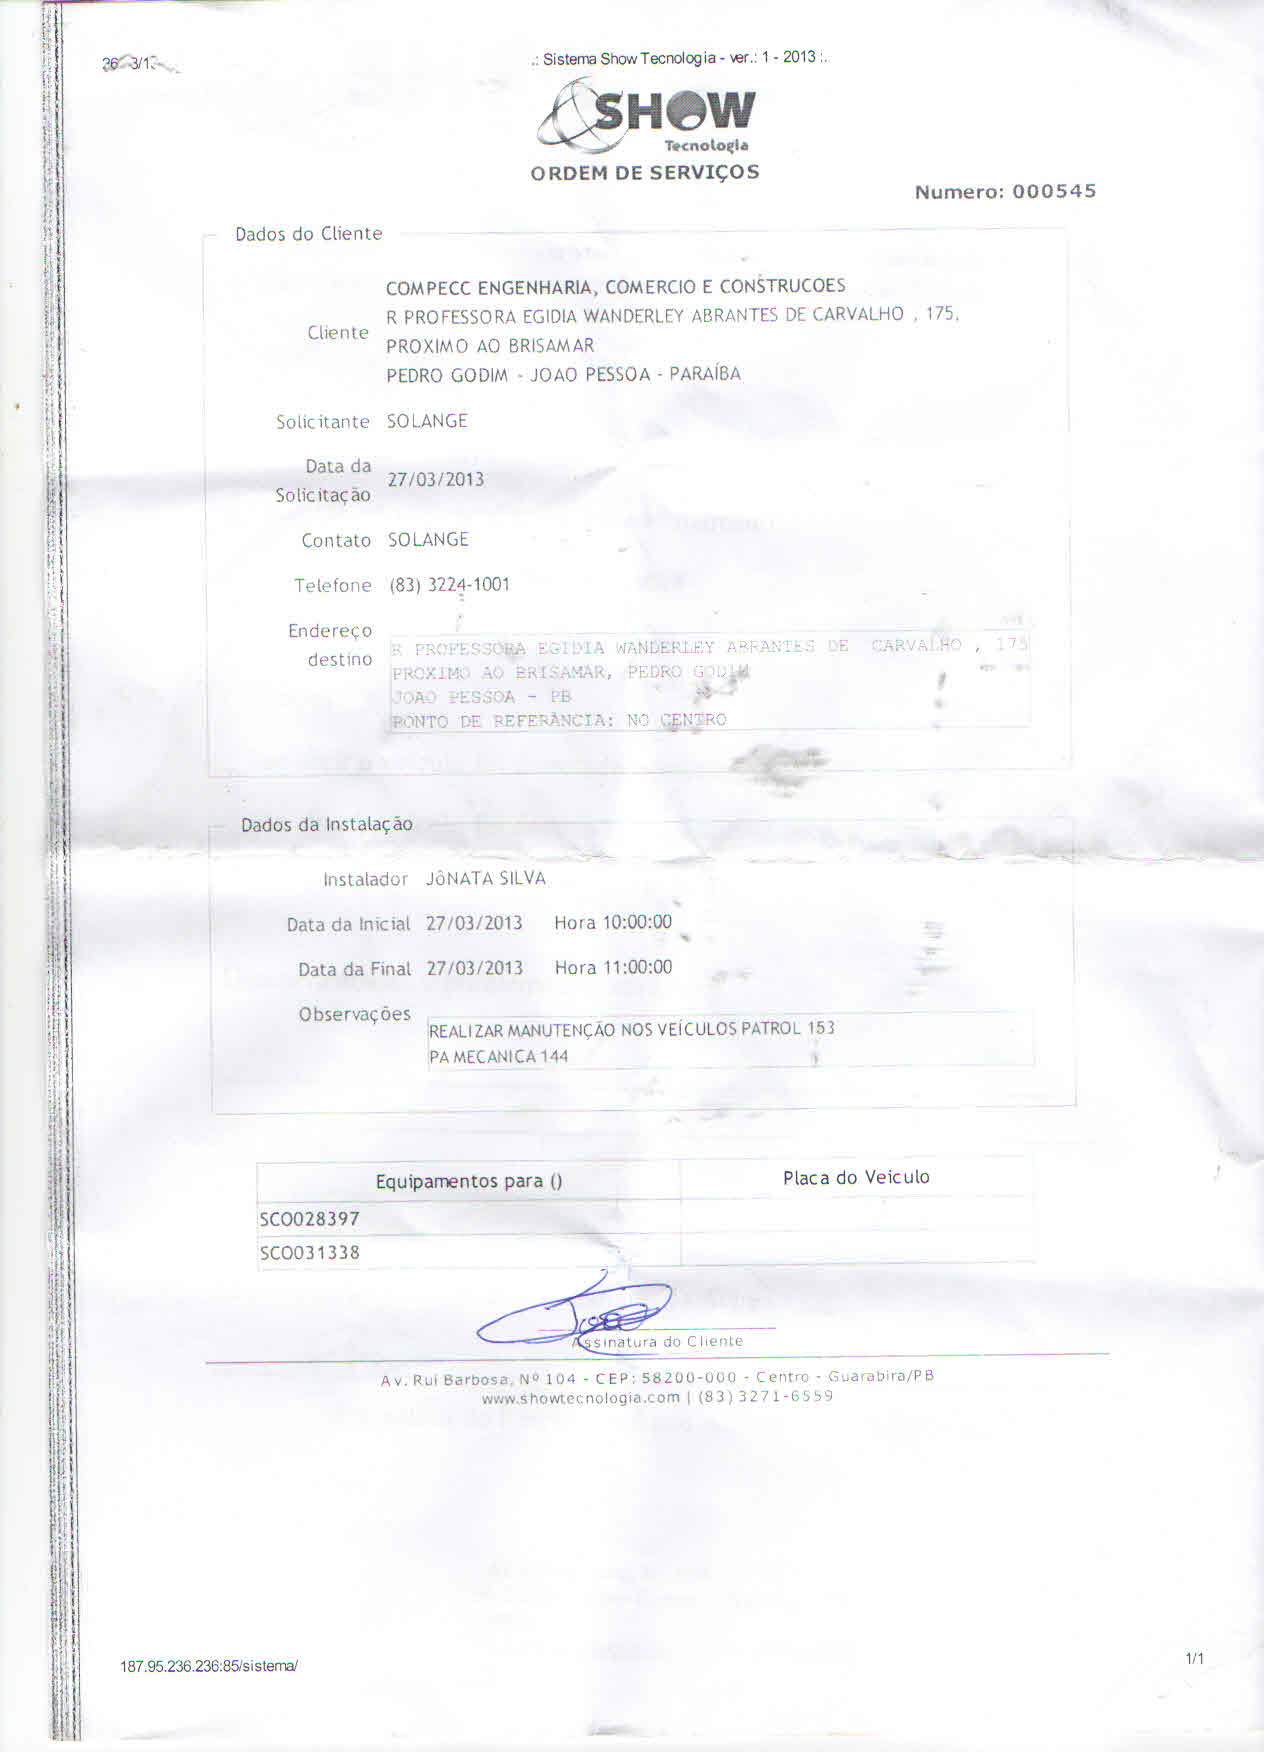 .: Sistema Show Tecnologia - ver.: 1 - 2013 :.
SHOW
Tecnologia
ORDEM DE SERVIÇOS
Numero: 000545
Dados do Cliente
Cliente
COMPECC ENGENHARIA, COMERCIO E CONSTRUCOES
R PROFESSORA EGIDIA WANDERLEY ABRANTES DE CARVALHO , 175,
PROXIMO AO BRISAMAR
PEDRO GODIM - JOAO PESSOA - PARAÍBA
Solicitante SOLANGE
Data da
Solicitação 27/03/2013
Contato SOLANGE
Telefone (83) 3224-1001
Endereço
destino
R PROFESSORA EGIDIA WANDERLEY ABRANTES DE CARVALHO , 175
PROXIMO AO BRISAMAR, PEDRO GODIM
JOAO PESSOA - PB
PONTO DE REFERÂNCIA: NO CENTRO
Dados da Instalação
Instalador JôNATA SILVA
Data da Inicial 27/03/2013 Hora 10:00:00
Data da Final 27/03/2013 Hora 11:00:00
Observações
REALIZAR MANUTENÇÃO NOS VEÍCULOS PATROL 153
PA MECANICA 144
Equipamentos para () Placa do Veiculo
SCO028397
SCO031338
Assinatura do Cliente
Av. Rui Barbosa, Nº 104 - CEP: 58200-000 - Centro - Guarabira/PB
www.showtecnologia.com | (83) 3271-6559
187.95.236.236:85/sistema/ 1/1